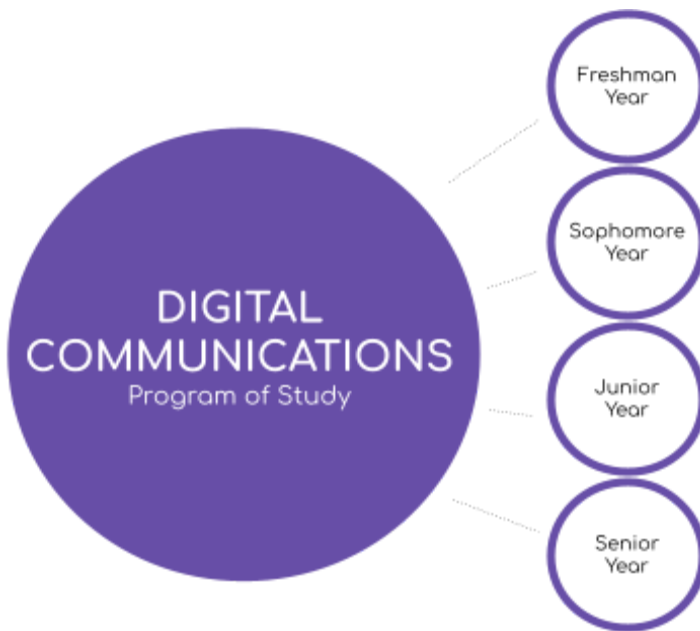 DIGITAL
COMMUNICATIONS
Program of Study
Freshman
Year
Sophomore
Year
Junior
Year
Senior
Year